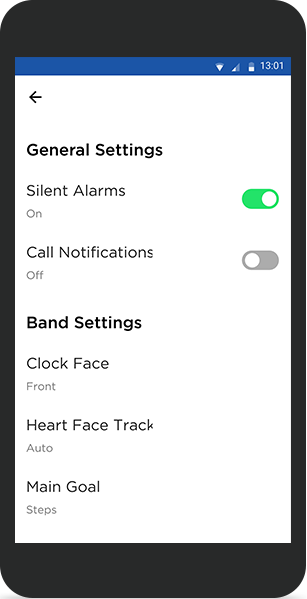 13:01
General Settings
Silent Alarms
On
Call Notifications
Off
Band Settings
Clock Face
Front
Heart Face Track
Auto
Main Goal
Steps